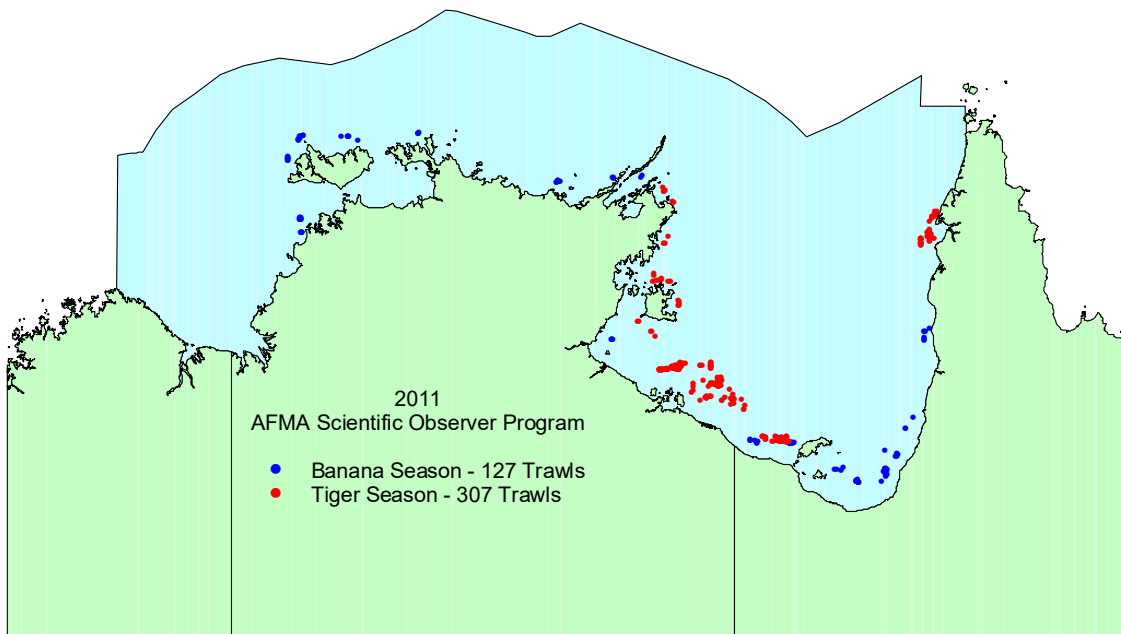 2011
AFMA Scientific Observer Program
Banana Season - 127 Trawls
Tiger Season - 307 Trawls